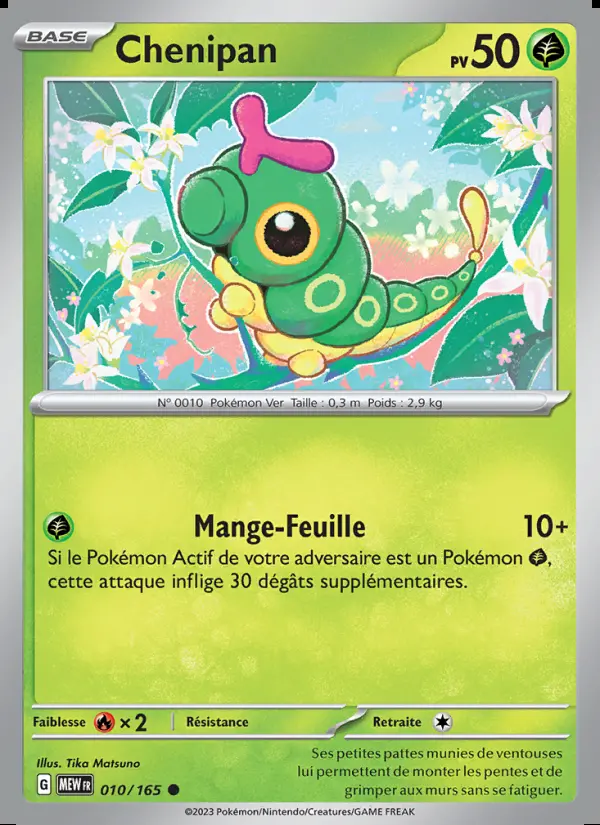 BASE
Chenipan
PV 50
N° 0010 Pokémon Ver Taille : 0,3 m Poids : 2,9 kg
Mange-Feuille 10+
Si le Pokémon Actif de votre adversaire est un Pokémon ,
cette attaque inflige 30 dégâts supplémentaires.
Faiblesse × 2 Résistance Retraite
Illus. Tika Matsuno
G MEW FR 010/165
Ses petites pattes munies de ventouses
lui permettent de monter les pentes et de
grimper aux murs sans se fatiguer.
©2023 Pokémon/Nintendo/Creatures/GAME FREAK